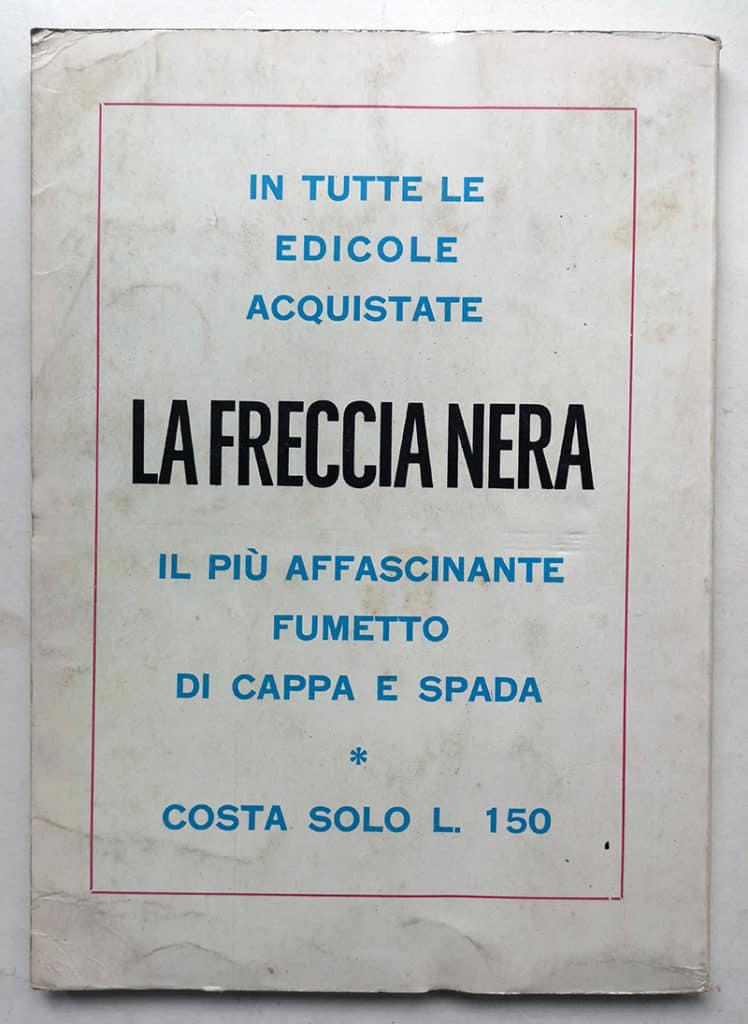 IN TUTTE LE
EDICOLE
ACQUISTATE
LA FRECCIA NERA
IL PIÙ AFFASCINANTE
FUMETTO
DI CAPPA E SPADA
*
COSTA SOLO L. 150